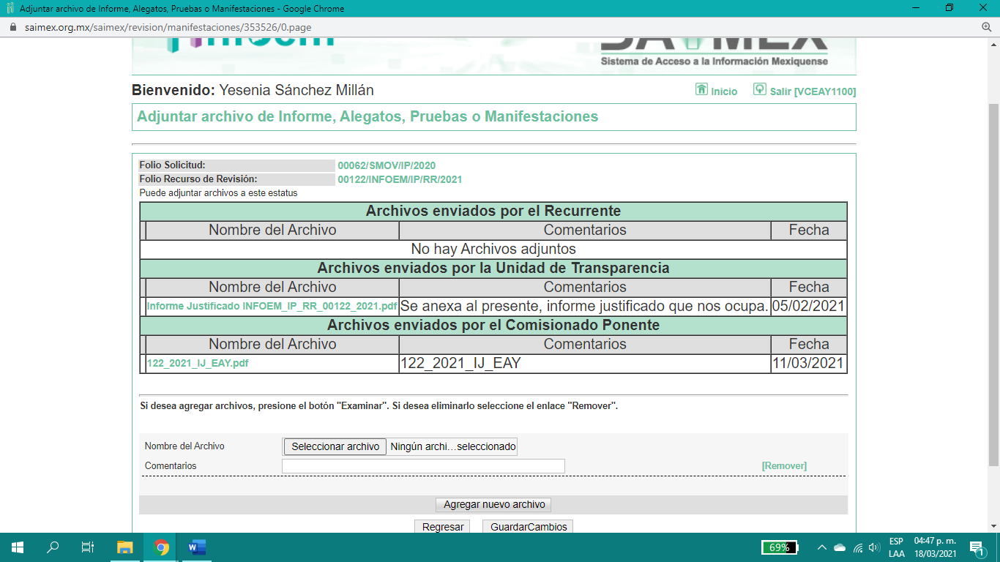 Adjuntar archivo de Informe, Alegatos, Pruebas o Manifestaciones - Google Chrome
saimex.org.mx/saimex/revision/manifestaciones/353526/0.page
Sistema de Acceso a la Información Mexiquense
Bienvenido: Yesenia Sánchez Millán
Inicio
Salir [VCEAY1100]
Adjuntar archivo de Informe, Alegatos, Pruebas o Manifestaciones
Folio Solicitud: 00062/SMOV/IP/2020
Folio Recurso de Revisión: 00122/INFOEM/IP/RR/2021
Puede adjuntar archivos a este estatus
Archivos enviados por el Recurrente
Nombre del Archivo Comentarios Fecha
No hay Archivos adjuntos
Archivos enviados por la Unidad de Transparencia
Nombre del Archivo Comentarios Fecha
Informe Justificado INFOEM_IP_RR_00122_2021.pdf Se anexa al presente, informe justificado que nos ocupa. 05/02/2021
Archivos enviados por el Comisionado Ponente
Nombre del Archivo Comentarios Fecha
122_2021_IJ_EAY.pdf 122_2021_IJ_EAY 11/03/2021
Si desea agregar archivos, presione el botón "Examinar". Si desea eliminarlo seleccione el enlace "Remover".
Nombre del Archivo Seleccionar archivo Ningún archi...seleccionado
Comentarios [Remover]
Agregar nuevo archivo
Regresar GuardarCambios
69%
ESP
LAA
04:47 p. m.
18/03/2021
1